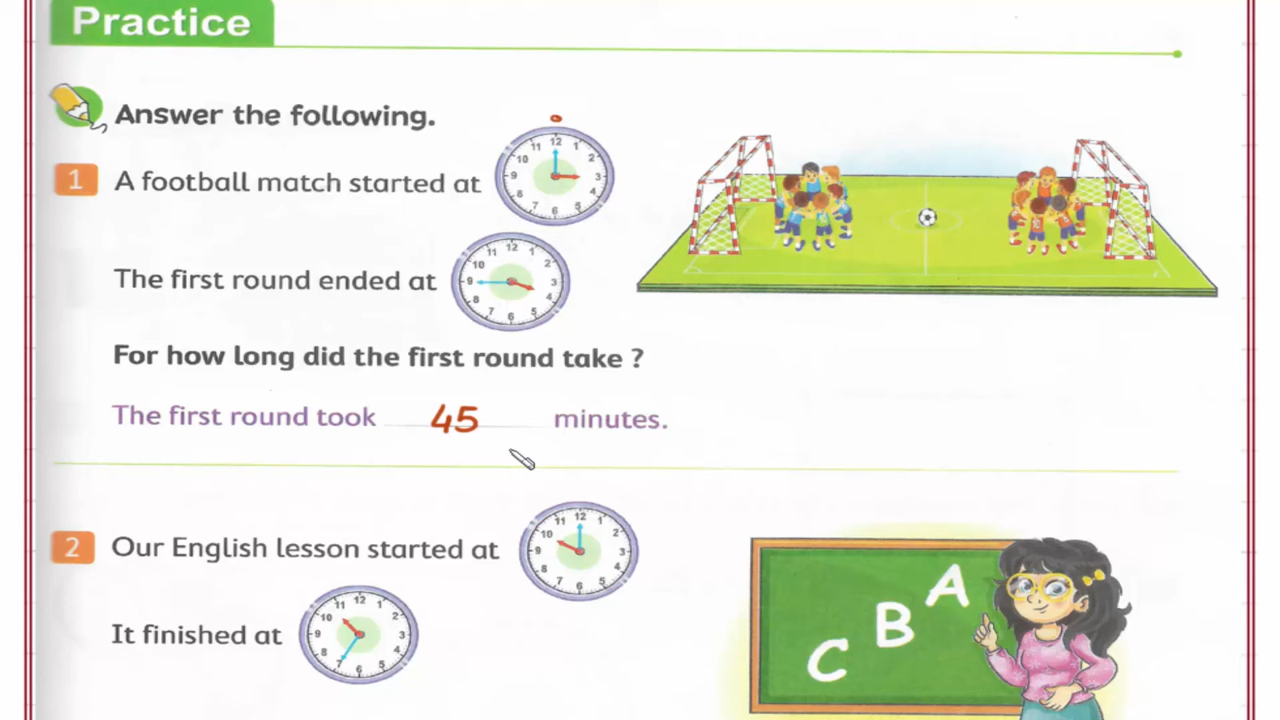 Practice
Answer the following.
1 A football match started at
The first round ended at
For how long did the first round take ?
The first round took 45 minutes.
2 Our English lesson started at
It finished at
A
B
C